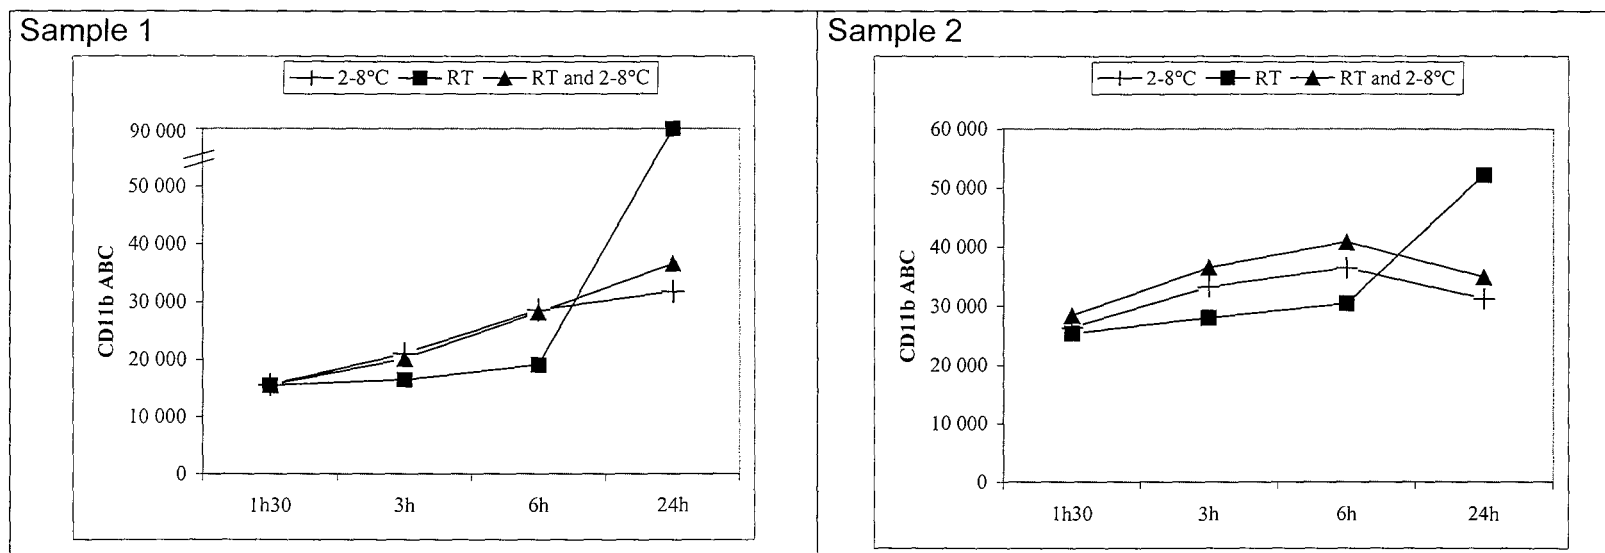 Sample 1
2-8°C RT RT and 2-8°C
90 000
50 000
40 000
30 000
20 000
10 000
0
CD11b ABC
1h30 3h 6h 24h
Sample 2
2-8°C RT RT and 2-8°C
60 000
50 000
40 000
30 000
20 000
10 000
0
CD11b ABC
1h30 3h 6h 24h